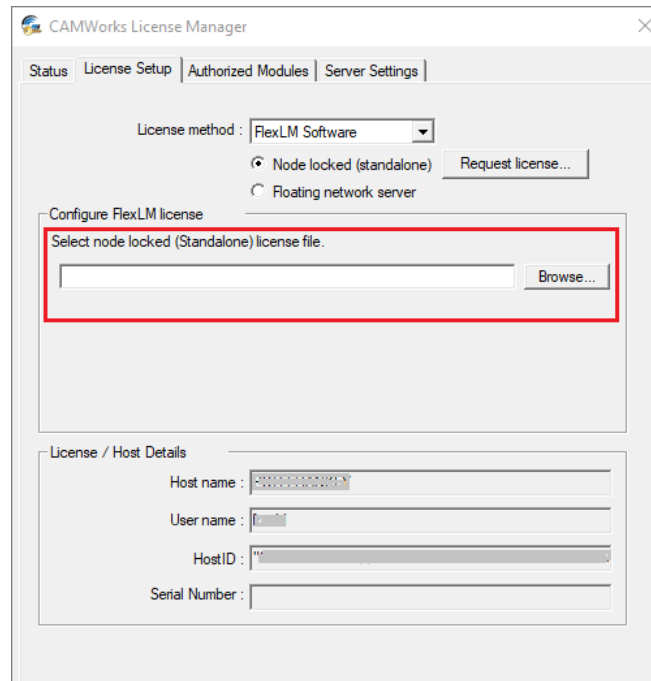 CAMWorks License Manager
Status License Setup Authorized Modules Server Settings
License method : FlexLM Software
Node locked (standalone) Request license...
Floating network server
Configure FlexLM license
Select node locked (Standalone) license file.
Browse...
License / Host Details
Host name :
User name :
HostID :
Serial Number :